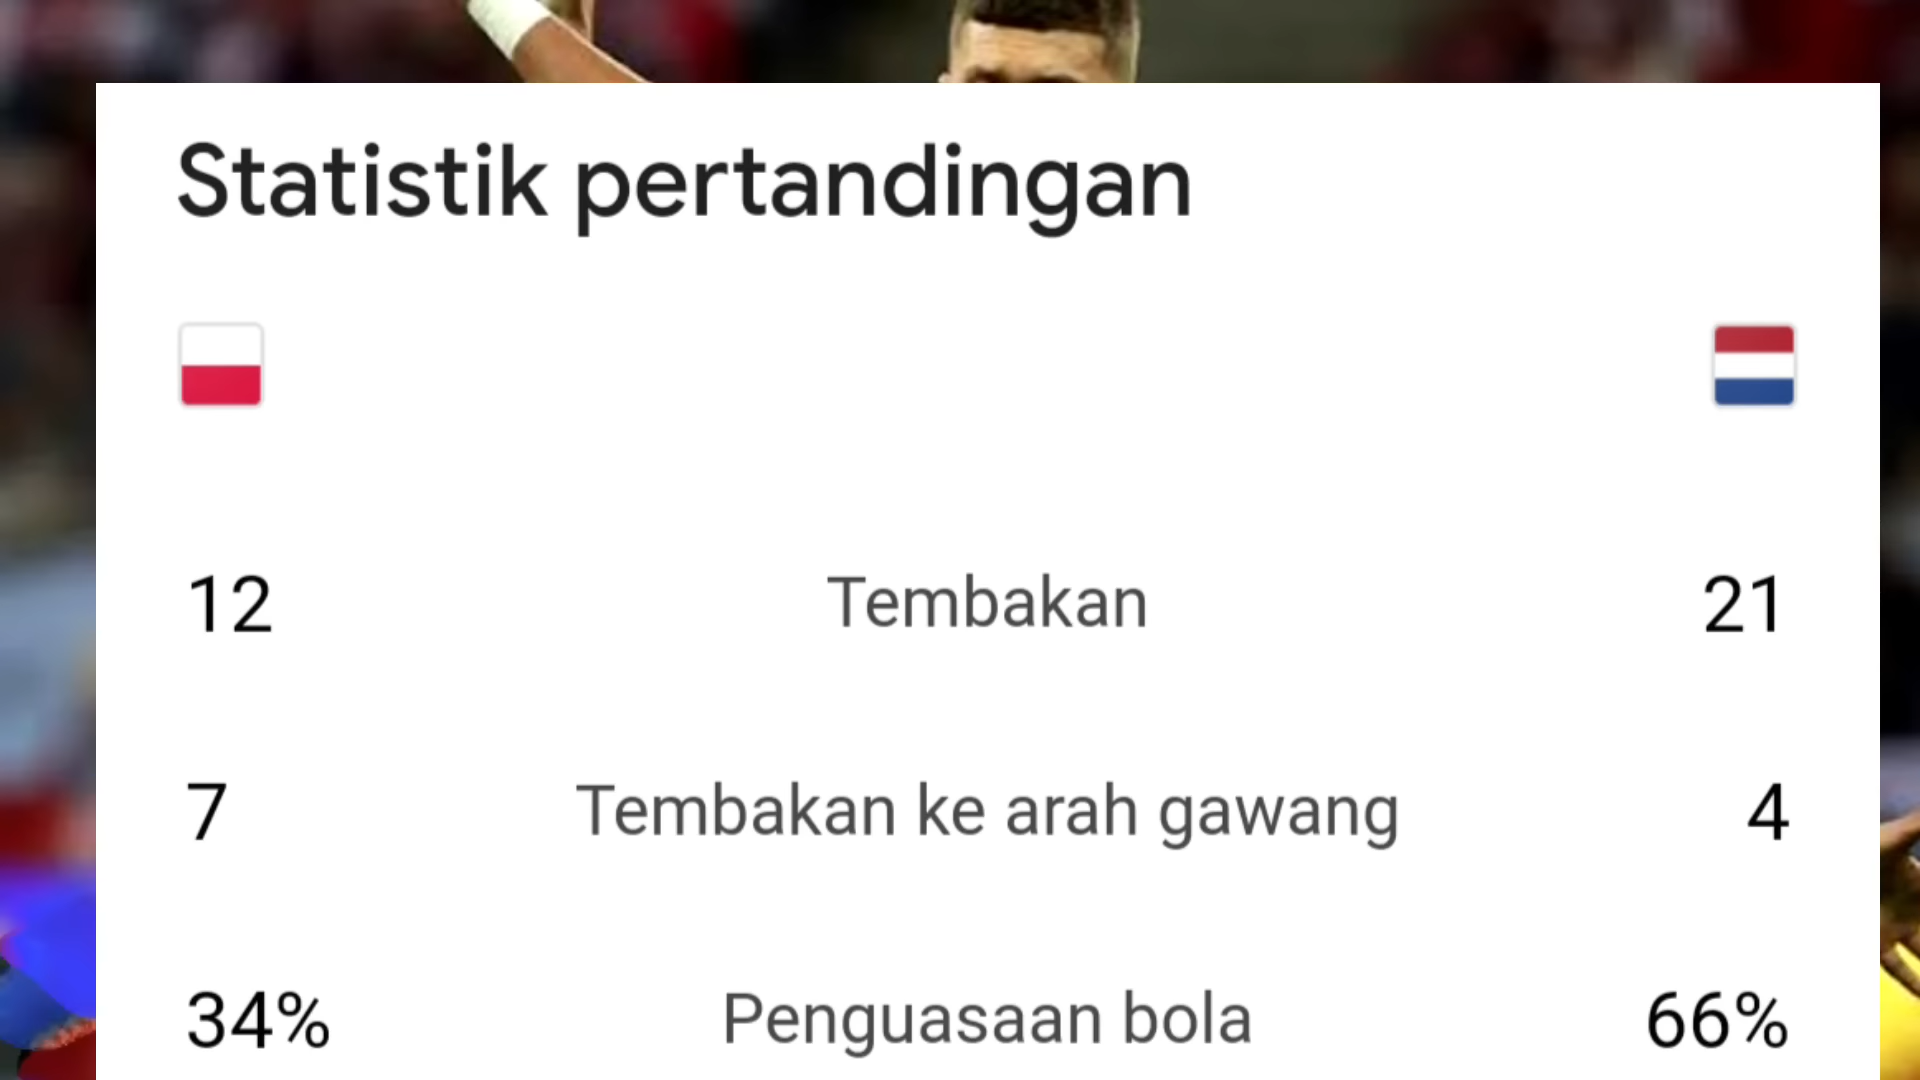 Statistik pertandingan
12 Tembakan 21
7 Tembakan ke arah gawang 4
34% Penguasaan bola 66%